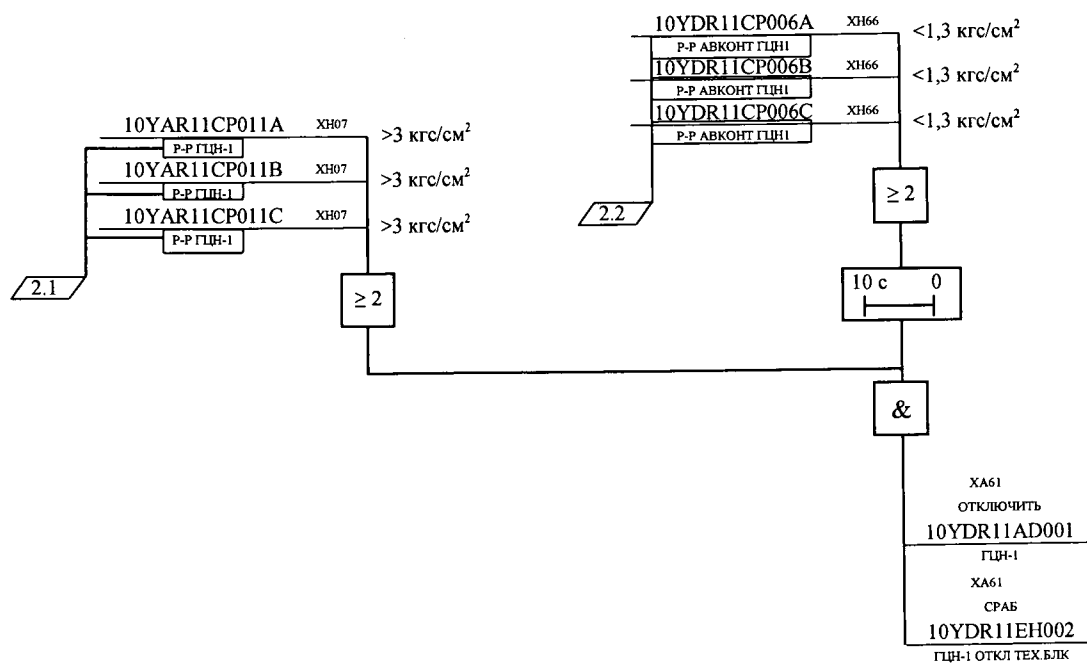 10YDR11CP006A XH66 <1,3 кгс/см²
Р-Р АВКОНТ ГЦН1
10YDR11CP006B XH66 <1,3 кгс/см²
Р-Р АВКОНТ ГЦН1
10YDR11CP006C XH66 <1,3 кгс/см²
Р-Р АВКОНТ ГЦН1
10YAR11CP011A XH07 >3 кгс/см²
Р-Р ГЦН-1
10YAR11CP011B XH07 >3 кгс/см²
Р-Р ГЦН-1
10YAR11CP011C XH07 >3 кгс/см²
Р-Р ГЦН-1
2.2
≥ 2
2.1
≥ 2
10 с 0
&
XA61
ОТКЛЮЧИТЬ
10YDR11AD001
ГЦН-1
XA61
СРАБ
10YDR11EH002
ГЦН-1 ОТКЛ ТЕХ.БЛК